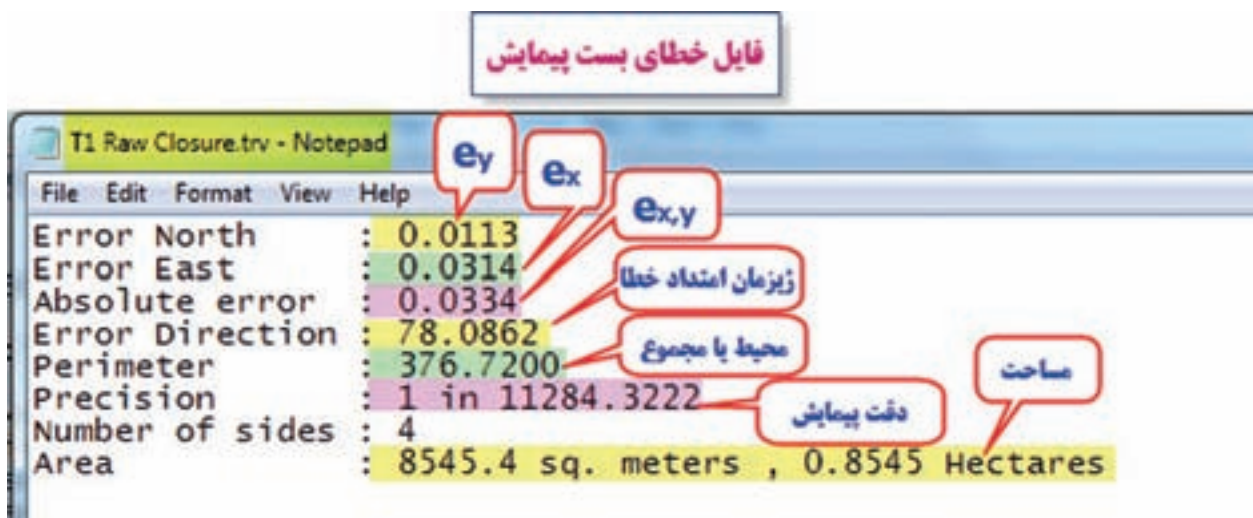 فایل خطای بست پیمایش
T1 Raw Closure.trv - Notepad
File Edit Format View Help
Error North : 0.0113
Error East : 0.0314
Absolute error : 0.0334
Error Direction : 78.0862
Perimeter : 376.7200
Precision : 1 in 11284.3222
Number of sides : 4
Area : 8545.4 sq. meters , 0.8545 Hectares
ey
ex
ex,y
ژیزمان امتداد خطا
محیط یا مجموع
دقت پیمایش
مساحت